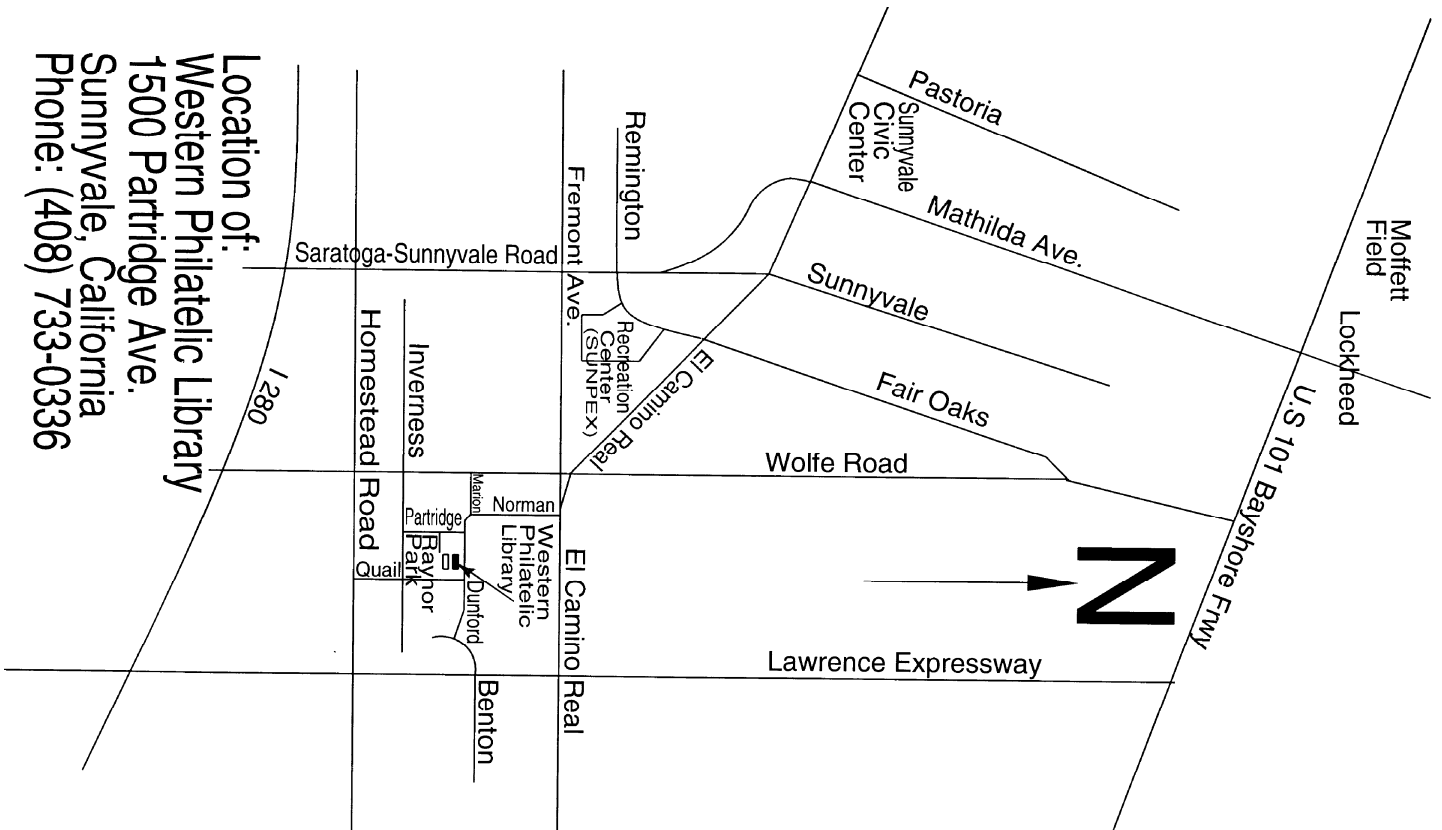 Location of:
Western Philatelic Library
1500 Partridge Ave.
Sunnyvale, California
Phone: (408) 733-0336
Moffett
Field
Lockheed
U.S 101 Bayshore Frwy
Pastoria
Sunnyvale
Civic
Center
Mathilda Ave.
Sunnyvale
Fair Oaks
Wolfe Road
N
Lawrence Expressway
Remington
Fremont Ave.
Saratoga-Sunnyvale Road
Recreation
Center
(SUNPEX)
El Camino Real
Homestead Road
Inverness
I 280
Marion
Norman
Partridge
Western
Philatelic
Library
Raynor
Park
Quail
Dunford
El Camino Real
Benton